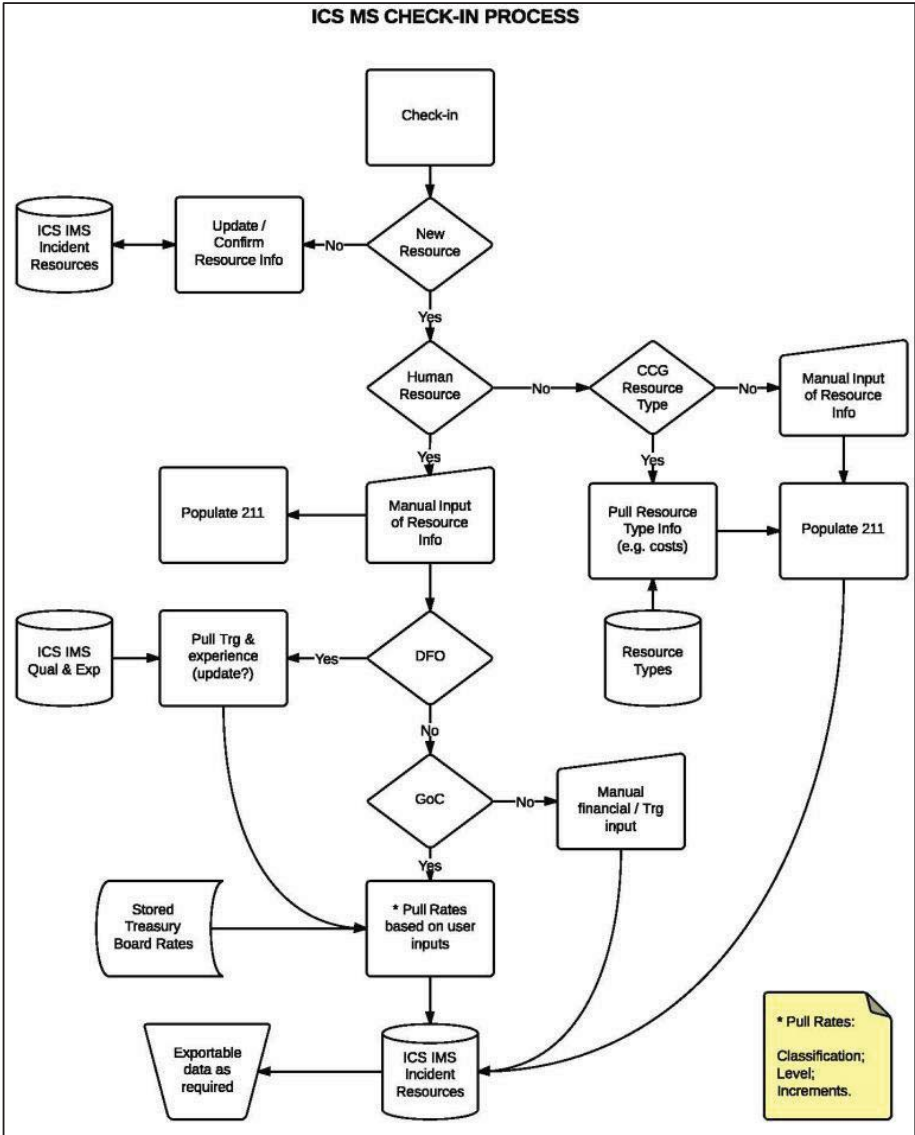 ICS MS CHECK-IN PROCESS
Check-in
ICS IMS
Incident
Resources
Update /
Confirm
Resource Info
No
New
Resource
Yes
Human
Resource
No
CCG
Resource
Type
No
Manual Input
of Resource
Info
Yes
Yes
Populate 211
Manual Input
of Resource
Info
Pull Resource
Type Info
(e.g. costs)
Populate 211
ICS IMS
Qual & Exp
Pull Trg &
experience
(update?)
Yes
DFO
Resource
Types
No
GoC
No
Manual
financial / Trg
input
Yes
Stored
Treasury
Board Rates
* Pull Rates
based on user
inputs
Exportable
data as
required
ICS IMS
Incident
Resources
* Pull Rates:
Classification;
Level;
Increments.